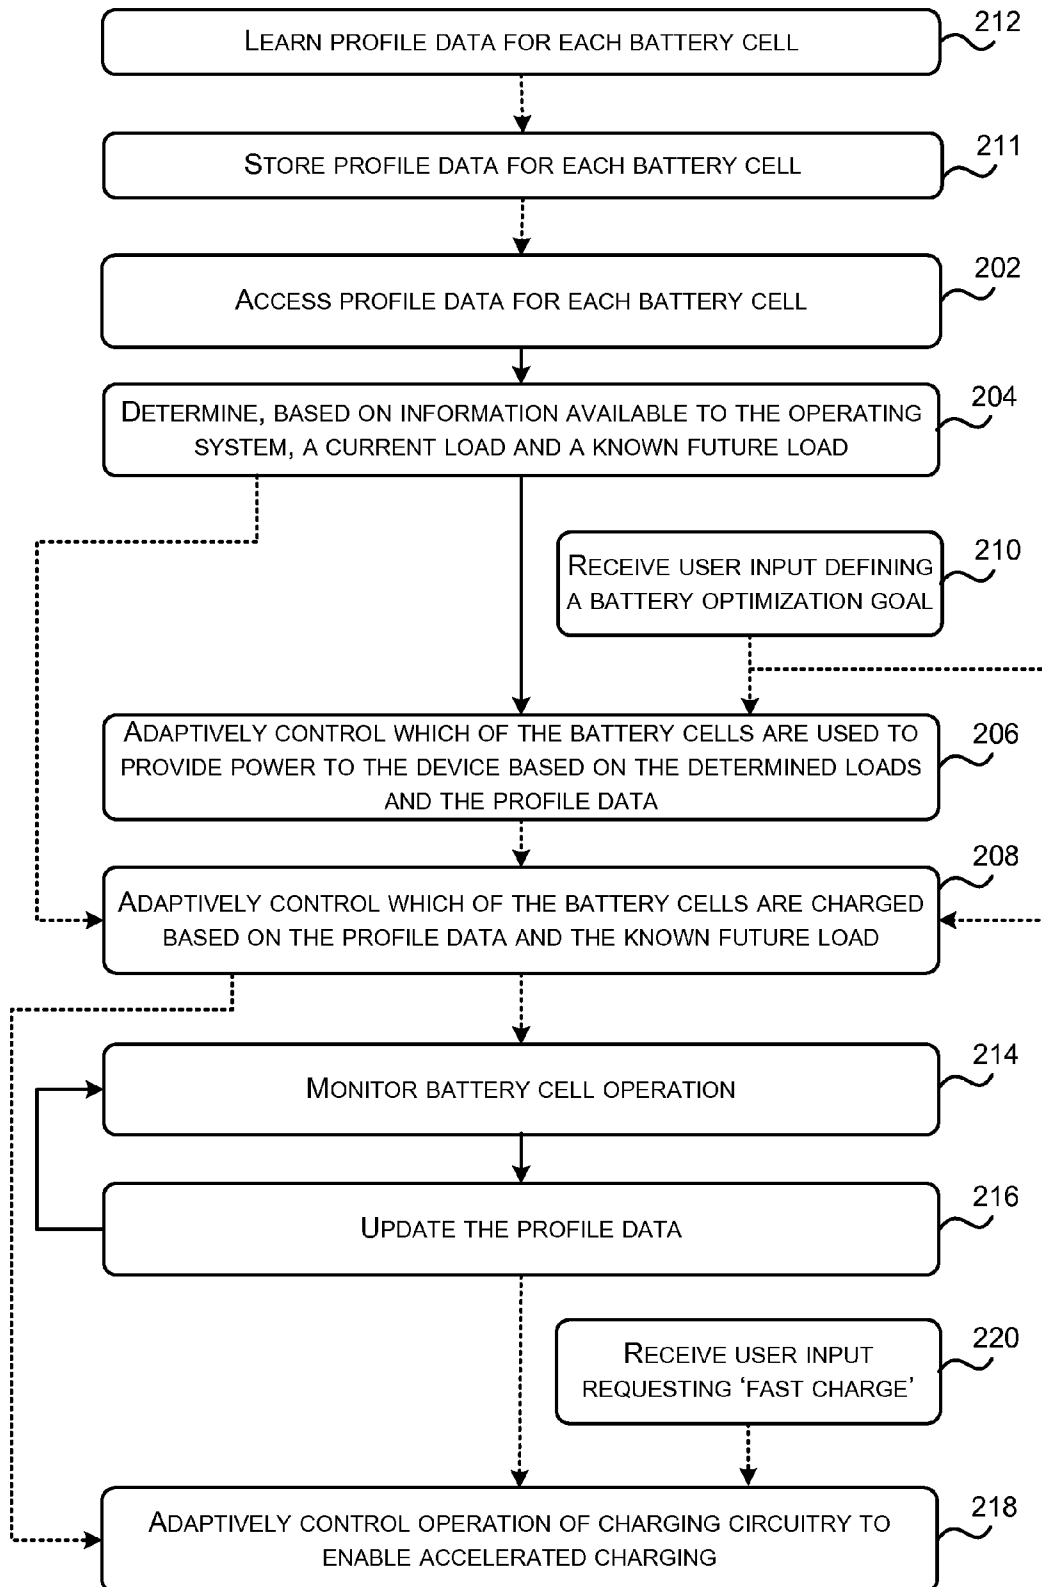 212
LEARN PROFILE DATA FOR EACH BATTERY CELL
211
STORE PROFILE DATA FOR EACH BATTERY CELL
202
ACCESS PROFILE DATA FOR EACH BATTERY CELL
204
DETERMINE, BASED ON INFORMATION AVAILABLE TO THE OPERATING
SYSTEM, A CURRENT LOAD AND A KNOWN FUTURE LOAD
210
RECEIVE USER INPUT DEFINING
A BATTERY OPTIMIZATION GOAL
206
ADAPTIVELY CONTROL WHICH OF THE BATTERY CELLS ARE USED TO
PROVIDE POWER TO THE DEVICE BASED ON THE DETERMINED LOADS
AND THE PROFILE DATA
208
ADAPTIVELY CONTROL WHICH OF THE BATTERY CELLS ARE CHARGED
BASED ON THE PROFILE DATA AND THE KNOWN FUTURE LOAD
214
MONITOR BATTERY CELL OPERATION
216
UPDATE THE PROFILE DATA
220
RECEIVE USER INPUT
REQUESTING ‘FAST CHARGE’
218
ADAPTIVELY CONTROL OPERATION OF CHARGING CIRCUITRY TO
ENABLE ACCELERATED CHARGING